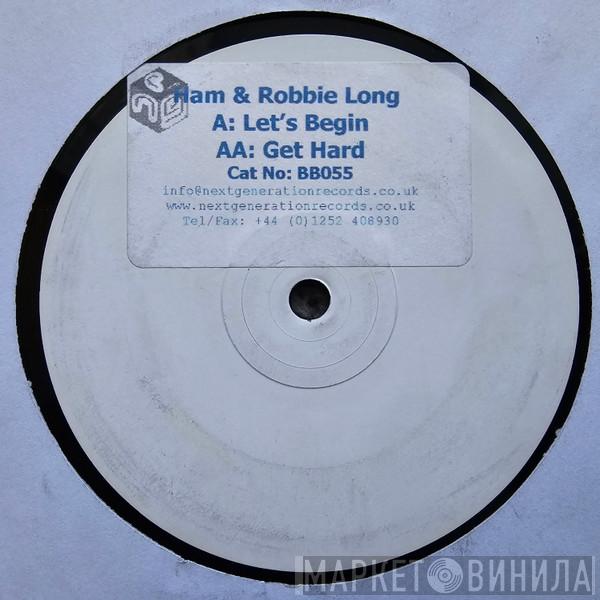 Ham & Robbie Long
A: Let's Begin
AA: Get Hard
Cat No: BB055
info@nextgenerationrecords.co.uk
www.nextgenerationrecords.co.uk
Tel/Fax: +44 (0)1252 408930
МАРКЕТ ВИНИЛА